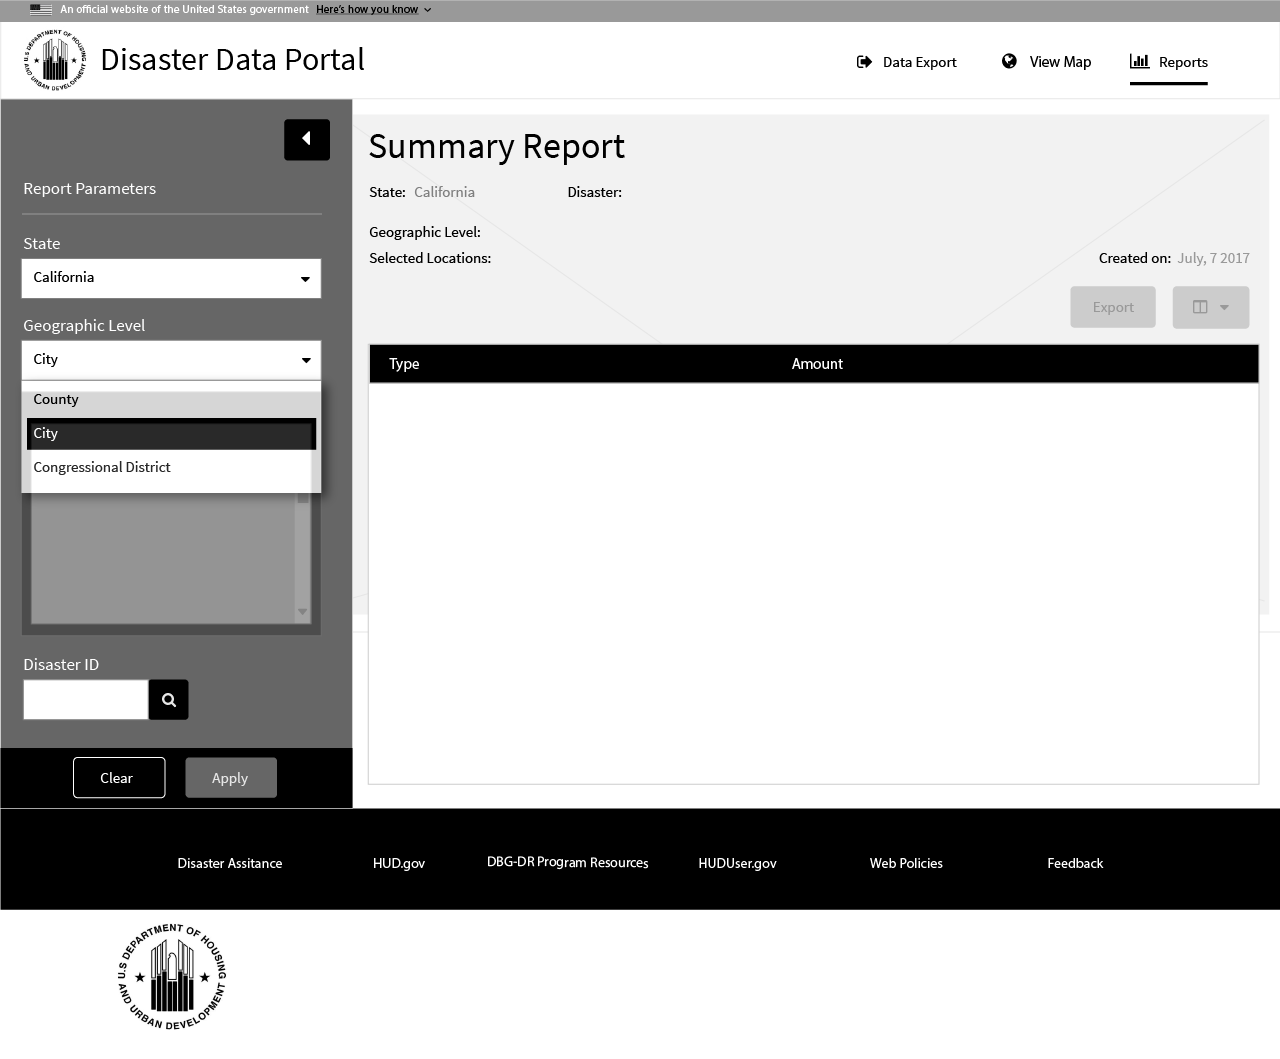 An official website of the United States government Here's how you know
U.S DEPARTMENT OF HOUSING AND URBAN DEVELOPMENT
Disaster Data Portal
Data Export
View Map
Reports
Report Parameters
State
California
Geographic Level
City
County
City
Congressional District
Disaster ID
Clear
Apply
Summary Report
State: California
Disaster:
Geographic Level:
Selected Locations:
Created on: July, 7 2017
Export
Type
Amount
Disaster Assitance
HUD.gov
DBG-DR Program Resources
HUDUser.gov
Web Policies
Feedback
U.S DEPARTMENT OF HOUSING AND URBAN DEVELOPMENT